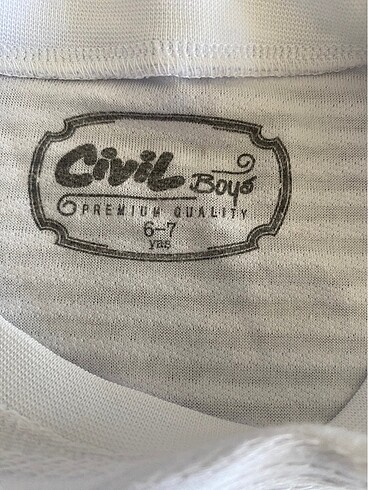 Civil Boys
PREMIUM QUALITY
6-7
yaş